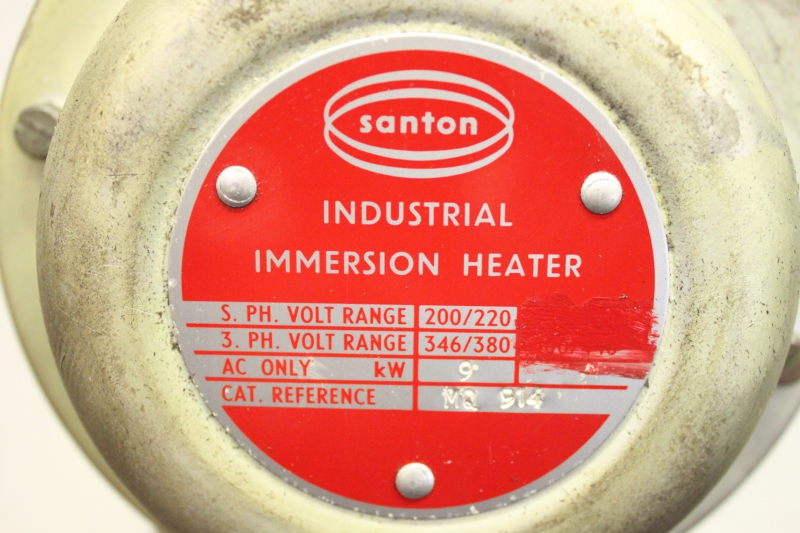 santon
INDUSTRIAL
IMMERSION HEATER
S. PH. VOLT RANGE 200/220
3. PH. VOLT RANGE 346/380
AC ONLY kW 9
CAT. REFERENCE MQ 914